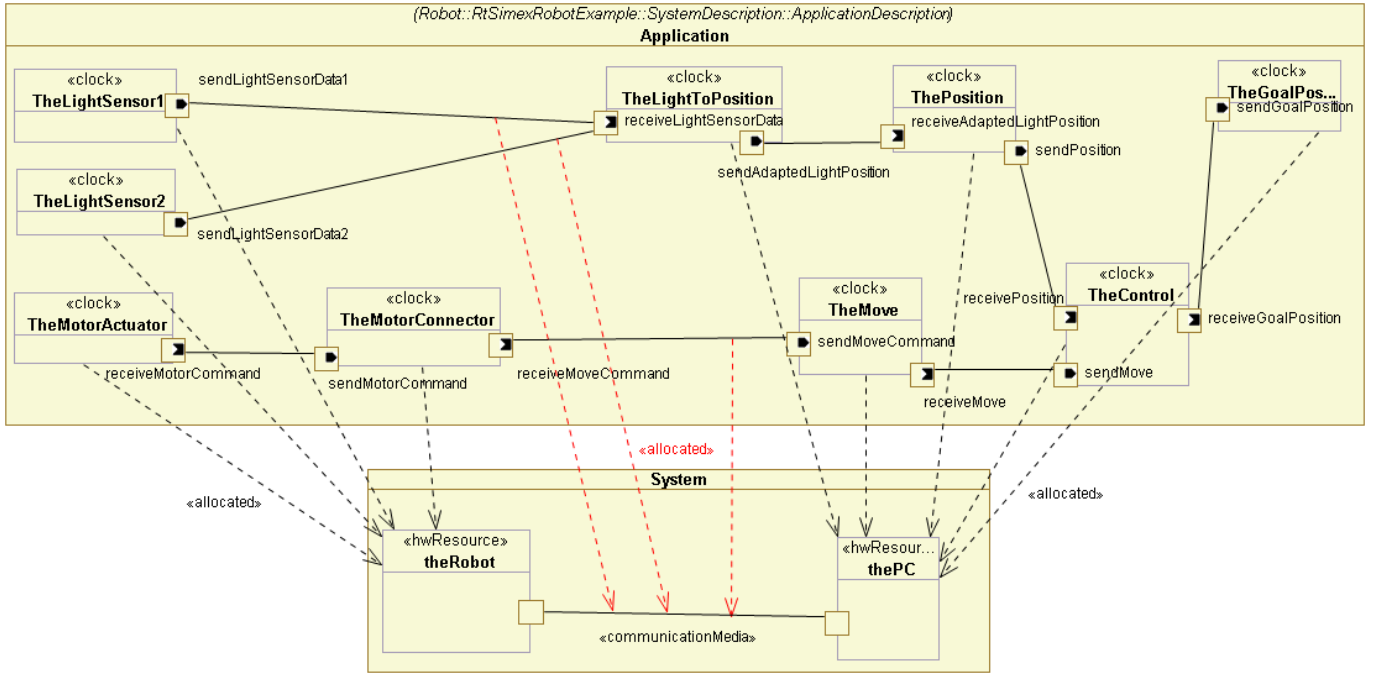 (Robot::RtSimexRobotExample::SystemDescription::ApplicationDescription)
Application
«clock»
TheLightSensor1
sendLightSensorData1
«clock»
TheLightToPosition
receiveLightSensorData
sendAdaptedLightPosition
«clock»
ThePosition
receiveAdaptedLightPosition
sendPosition
«clock»
TheGoalPos...
sendGoalPosition
«clock»
TheLightSensor2
sendLightSensorData2
«clock»
TheMotorActuator
receiveMotorCommand
«clock»
TheMotorConnector
sendMotorCommand
receiveMoveCommand
«clock»
TheMove
sendMoveCommand
receiveMove
receivePosition
«clock»
TheControl
receiveGoalPosition
sendMove
«allocated»
«allocated»
«allocated»
System
«hwResource»
theRobot
«hwResour...
thePC
«communicationMedia»